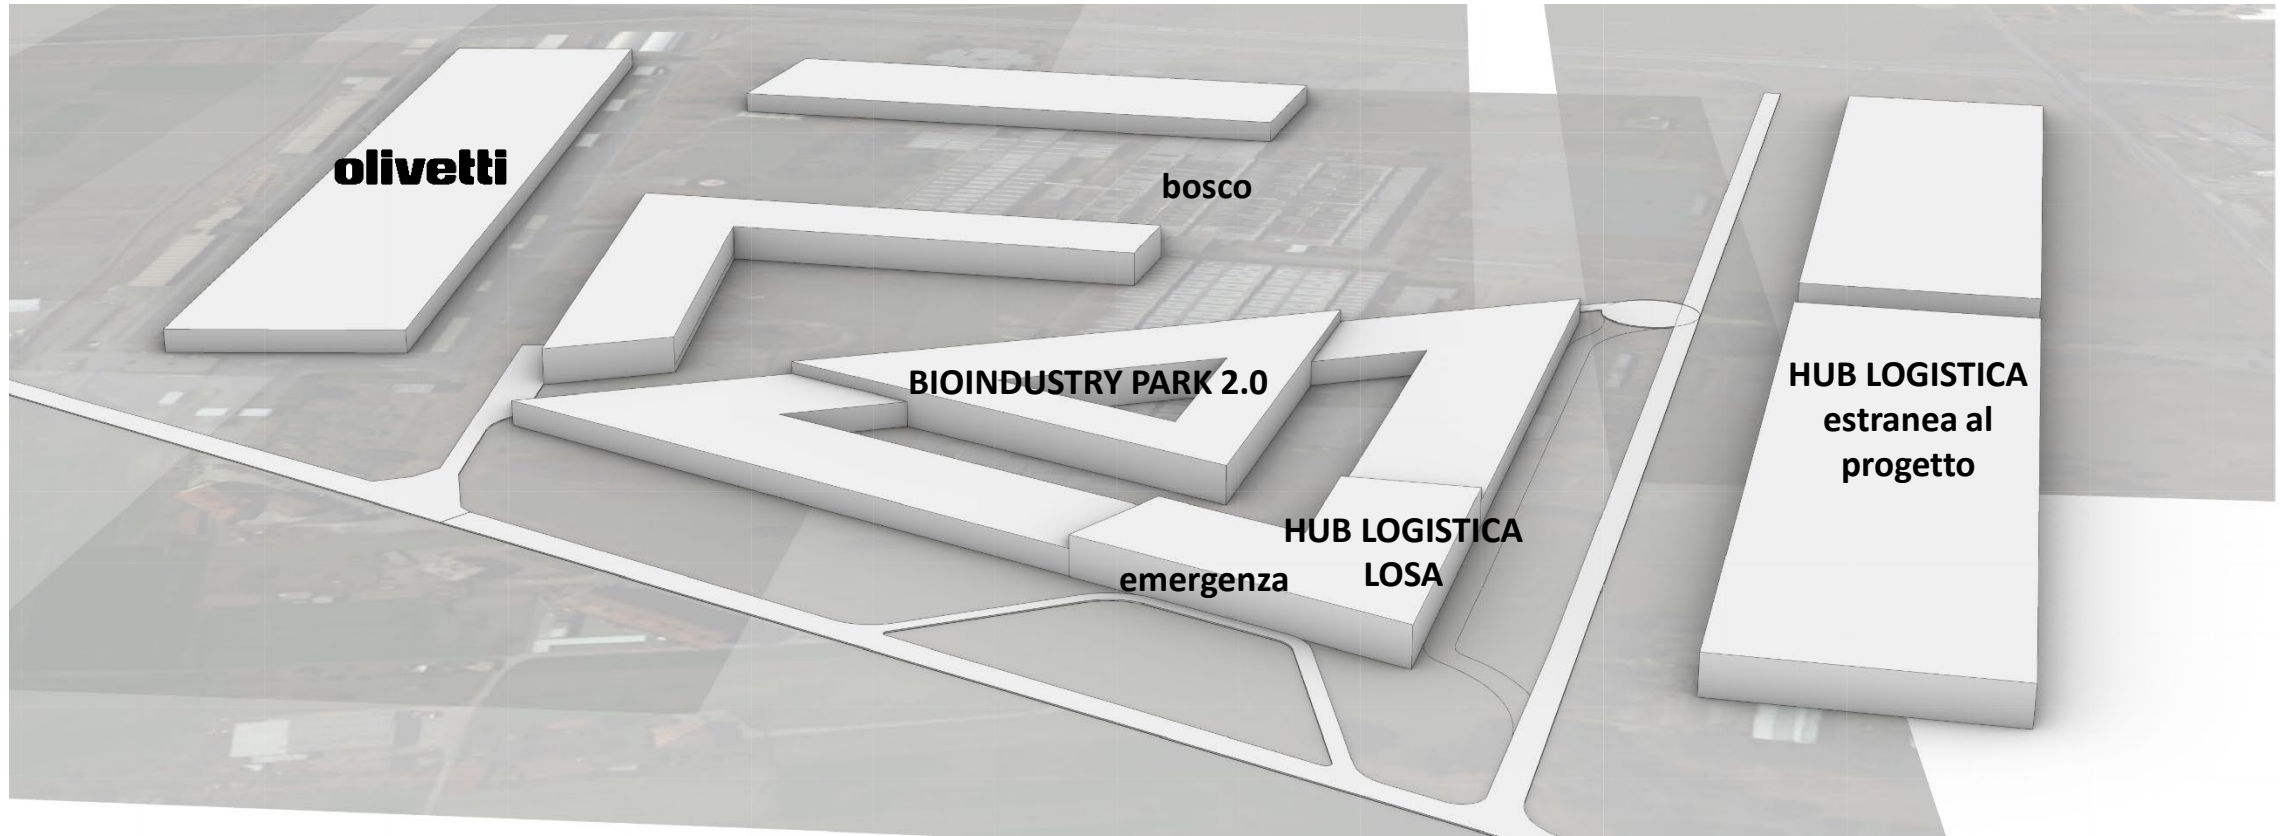 olivetti
bosco
BIOINDUSTRY PARK 2.0
HUB LOGISTICA
estranea al
progetto
HUB LOGISTICA
LOSA
emergenza